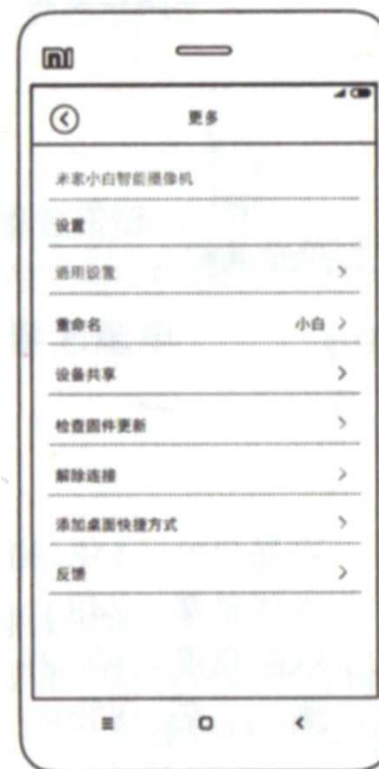 更多
米家小白智能摄像机
设置
通用设置
重命名 小白
设备共享
检查固件更新
解除连接
添加桌面快捷方式
反馈